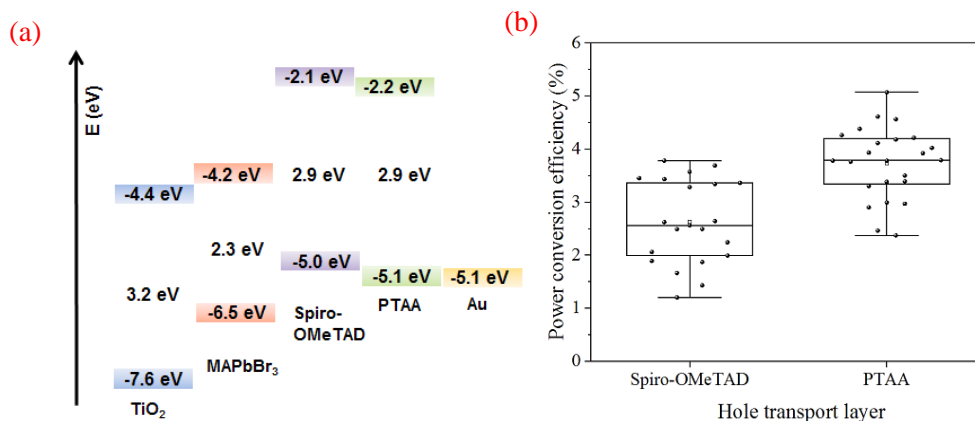 (a)
E (eV)
-2.1 eV
-2.2 eV
-4.2 eV
2.9 eV
2.9 eV
-4.4 eV
2.3 eV
-5.0 eV
-5.1 eV
-5.1 eV
3.2 eV
-6.5 eV
Spiro-
OMeTAD
PTAA
Au
MAPbBr₃
-7.6 eV
TiO₂
(b)
Power conversion efficiency (%)
6
5
4
3
2
1
0
Spiro-OMeTAD
PTAA
Hole transport layer